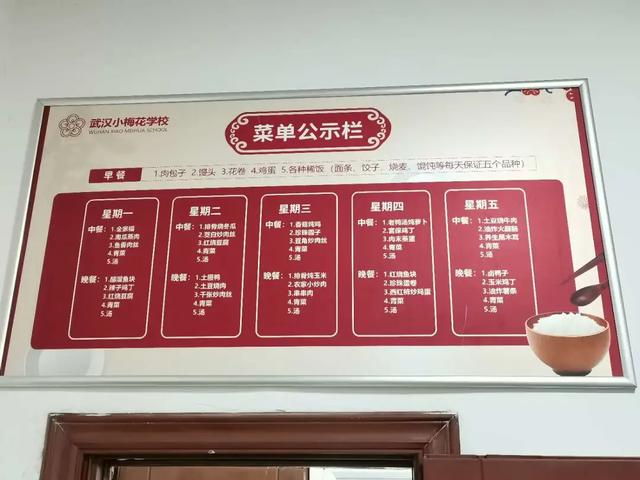 武汉小梅花学校
WUHAN XIAO MEIHUA SCHOOL
菜单公示栏
早餐 1.肉包子 2.馒头 3.花卷 4.鸡蛋 5.各种稀饭（面条、饺子、烧麦、馄饨等每天保证五个品种）
星期一
中餐：1.全家福
2.南瓜蒸肉
3.鱼香肉丝
4.青菜
5.汤
晚餐：1.醋溜鱼块
2.辣子鸡丁
3.红烧豆腐
4.青菜
5.汤
星期二
中餐：1.排骨烧冬瓜
2.茭白炒肉丝
3.红烧豆腐
4.青菜
5.汤
晚餐：1.土匪鸭
2.土豆烧肉
3.千张炒肉丝
4.青菜
5.汤
星期三
中餐：1.香菇炖鸡
2.珍珠圆子
3.豆角炒肉丝
4.青菜
5.汤
晚餐：1.排骨炖玉米
2.农家小炒肉
3.串串肉
4.青菜
5.汤
星期四
中餐：1.老鸭汤炖萝卜
2.宫保鸡丁
3.肉末蒸蛋
4.青菜
5.汤
晚餐：1.红烧鱼块
2.珍珠蛋卷
3.西红柿炒鸡蛋
4.青菜
5.汤
星期五
中餐：1.土豆烧牛肉
2.油炸火腿肠
3.养生黑木耳
4.青菜
5.汤
晚餐：1.卤鸭子
2.玉米鸡丁
3.油炸薯条
4.青菜
5.汤